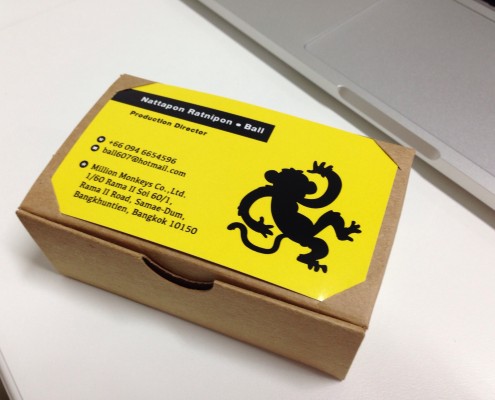 Nattapon Ratnipon • Ball
Production Director
+66 094 6654596
ball607@hotmail.com
Million Monkeys Co.,Ltd.
1/60 Rama II Soi 60/1,
Rama II Road, Samae-Dum,
Bangkhuntien, Bangkok 10150